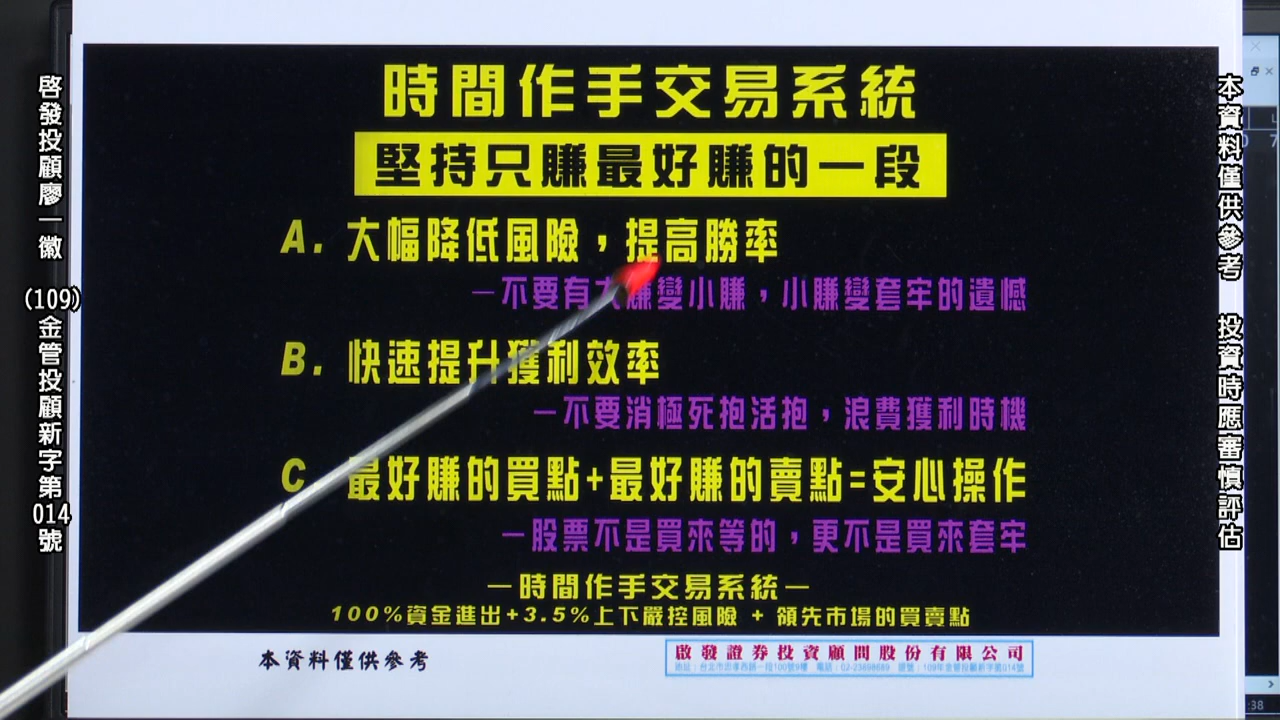 時間作手交易系統
堅持只賺最好賺的一段
A. 大幅降低風險，提高勝率
—不要有大賺變小賺，小賺變套牢的遺憾
B. 快速提升獲利效率
—不要消極死抱活抱，浪費獲利時機
C 最好賺的買點+最好賺的賣點=安心操作
—股票不是買來等的，更不是買來套牢
—時間作手交易系統—
100%資金進出+3.5%上下嚴控風險 + 領先市場的買賣點
本資料僅供參考
啟發證券投資顧問股份有限公司
啓發投顧廖一徽 (109)金管投顧新字第014號
本資料僅供參考 投資時應審慎評估
:38